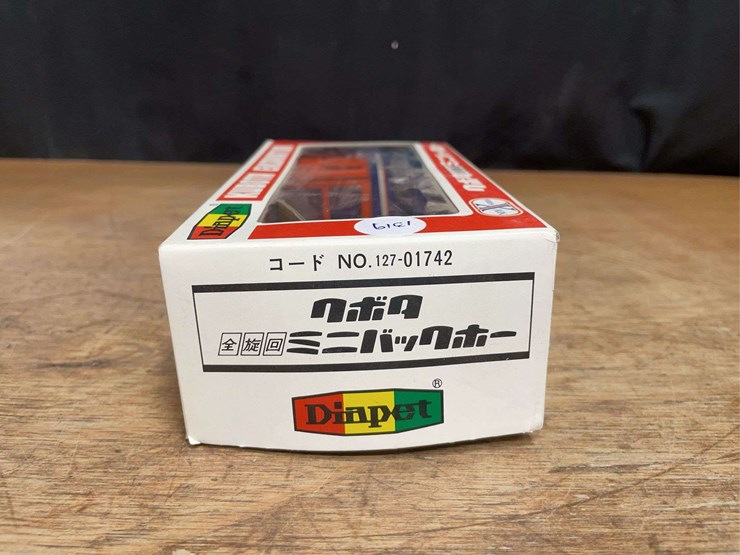 Diapet
コード NO. 127-01742
クボタ
全旋回ミニバックホー
Diapet ®